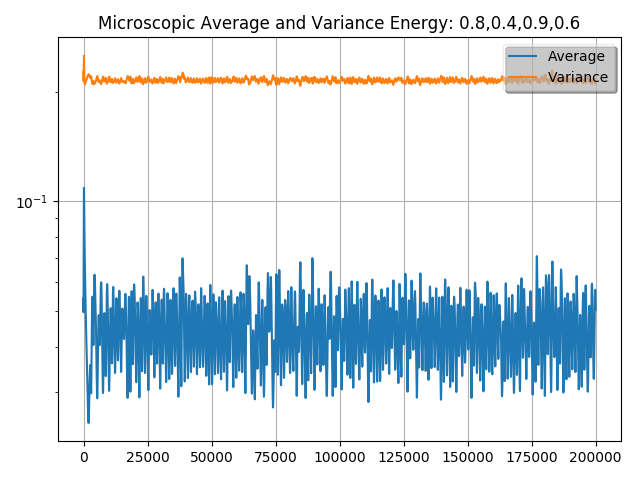 Microscopic Average and Variance Energy: 0.8,0.4,0.9,0.6
Average
Variance
10⁻¹
0 25000 50000 75000 100000 125000 150000 175000 200000